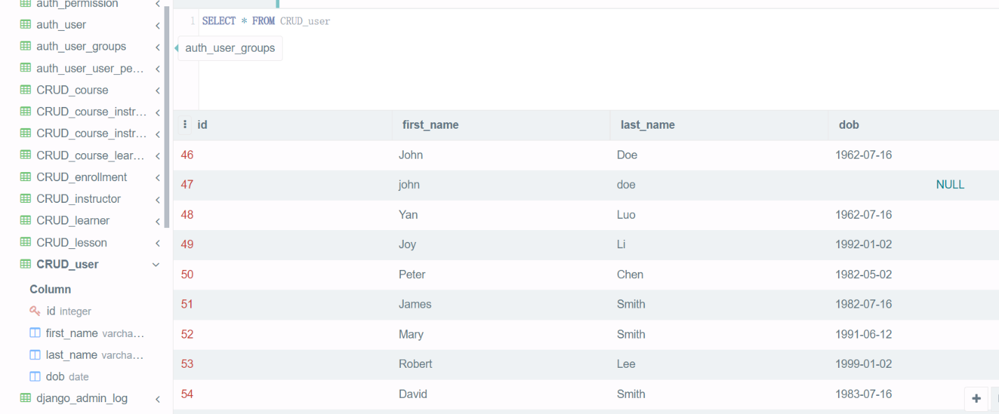 auth_permission
auth_user
auth_user_groups
auth_user_user_pe...
CRUD_course
CRUD_course_instr...
CRUD_course_instr...
CRUD_course_lear...
CRUD_enrollment
CRUD_instructor
CRUD_learner
CRUD_lesson
CRUD_user
Column
id integer
first_name varcha...
last_name varcha...
dob date
django_admin_log
1 SELECT * FROM CRUD_user
auth_user_groups
id first_name last_name dob
46 John Doe 1962-07-16
47 john doe NULL
48 Yan Luo 1962-07-16
49 Joy Li 1992-01-02
50 Peter Chen 1982-05-02
51 James Smith 1982-07-16
52 Mary Smith 1991-06-12
53 Robert Lee 1999-01-02
54 David Smith 1983-07-16